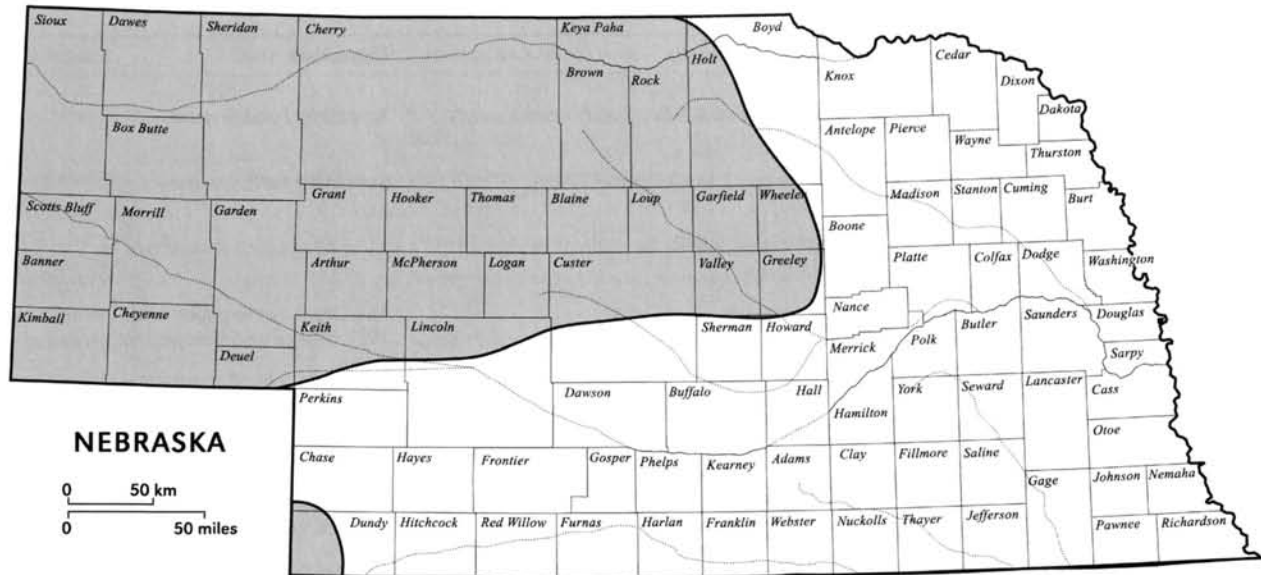 Sioux
Dawes
Sheridan
Cherry
Keya Paha
Boyd
Holt
Knox
Cedar
Dixon
Dakota
Brown
Rock
Box Butte
Antelope
Pierce
Wayne
Thurston
Scotts Bluff
Morrill
Garden
Grant
Hooker
Thomas
Blaine
Loup
Garfield
Wheeler
Boone
Madison
Stanton
Cuming
Burt
Banner
Arthur
McPherson
Logan
Custer
Valley
Greeley
Platte
Colfax
Dodge
Washington
Kimball
Cheyenne
Deuel
Keith
Lincoln
Sherman
Howard
Nance
Merrick
Polk
Butler
Saunders
Douglas
Sarpy
Perkins
Dawson
Buffalo
Hall
Hamilton
York
Seward
Lancaster
Cass
Otoe
NEBRASKA
Chase
Hayes
Frontier
Gosper
Phelps
Kearney
Adams
Clay
Fillmore
Saline
Gage
Johnson
Nemaha
0 50 km
0 50 miles
Dundy
Hitchcock
Red Willow
Furnas
Harlan
Franklin
Webster
Nuckolls
Thayer
Jefferson
Pawnee
Richardson